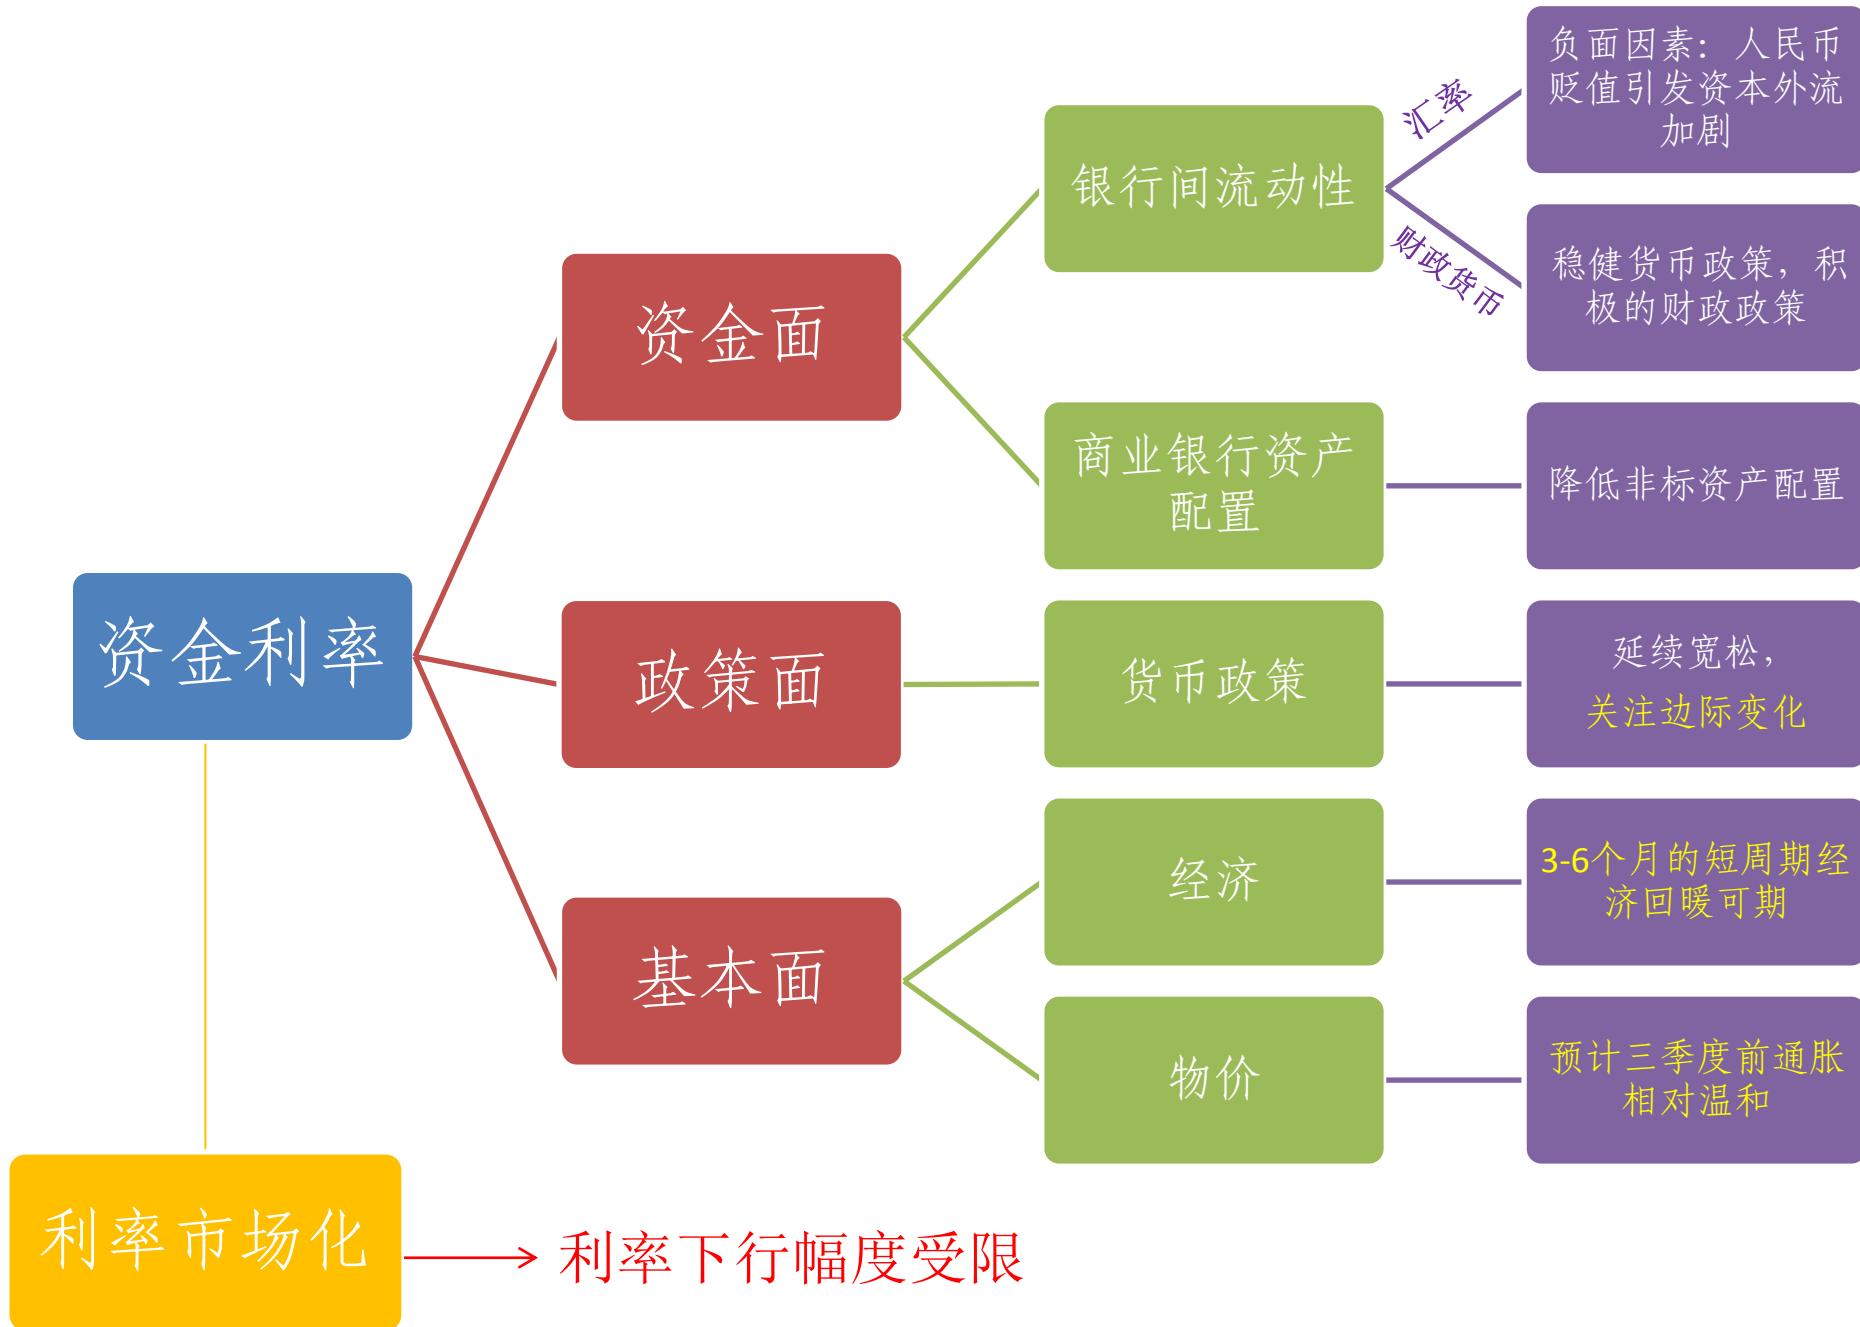 负面因素：人民币
贬值引发资本外流
加剧
汇率
银行间流动性
财政货币
稳健货币政策，积
极的财政政策
资金面
商业银行资产
配置
降低非标资产配置
资金利率
政策面
货币政策
延续宽松，
关注边际变化
经济
3-6个月的短周期经
济回暖可期
基本面
物价
预计三季度前通胀
相对温和
利率市场化
利率下行幅度受限